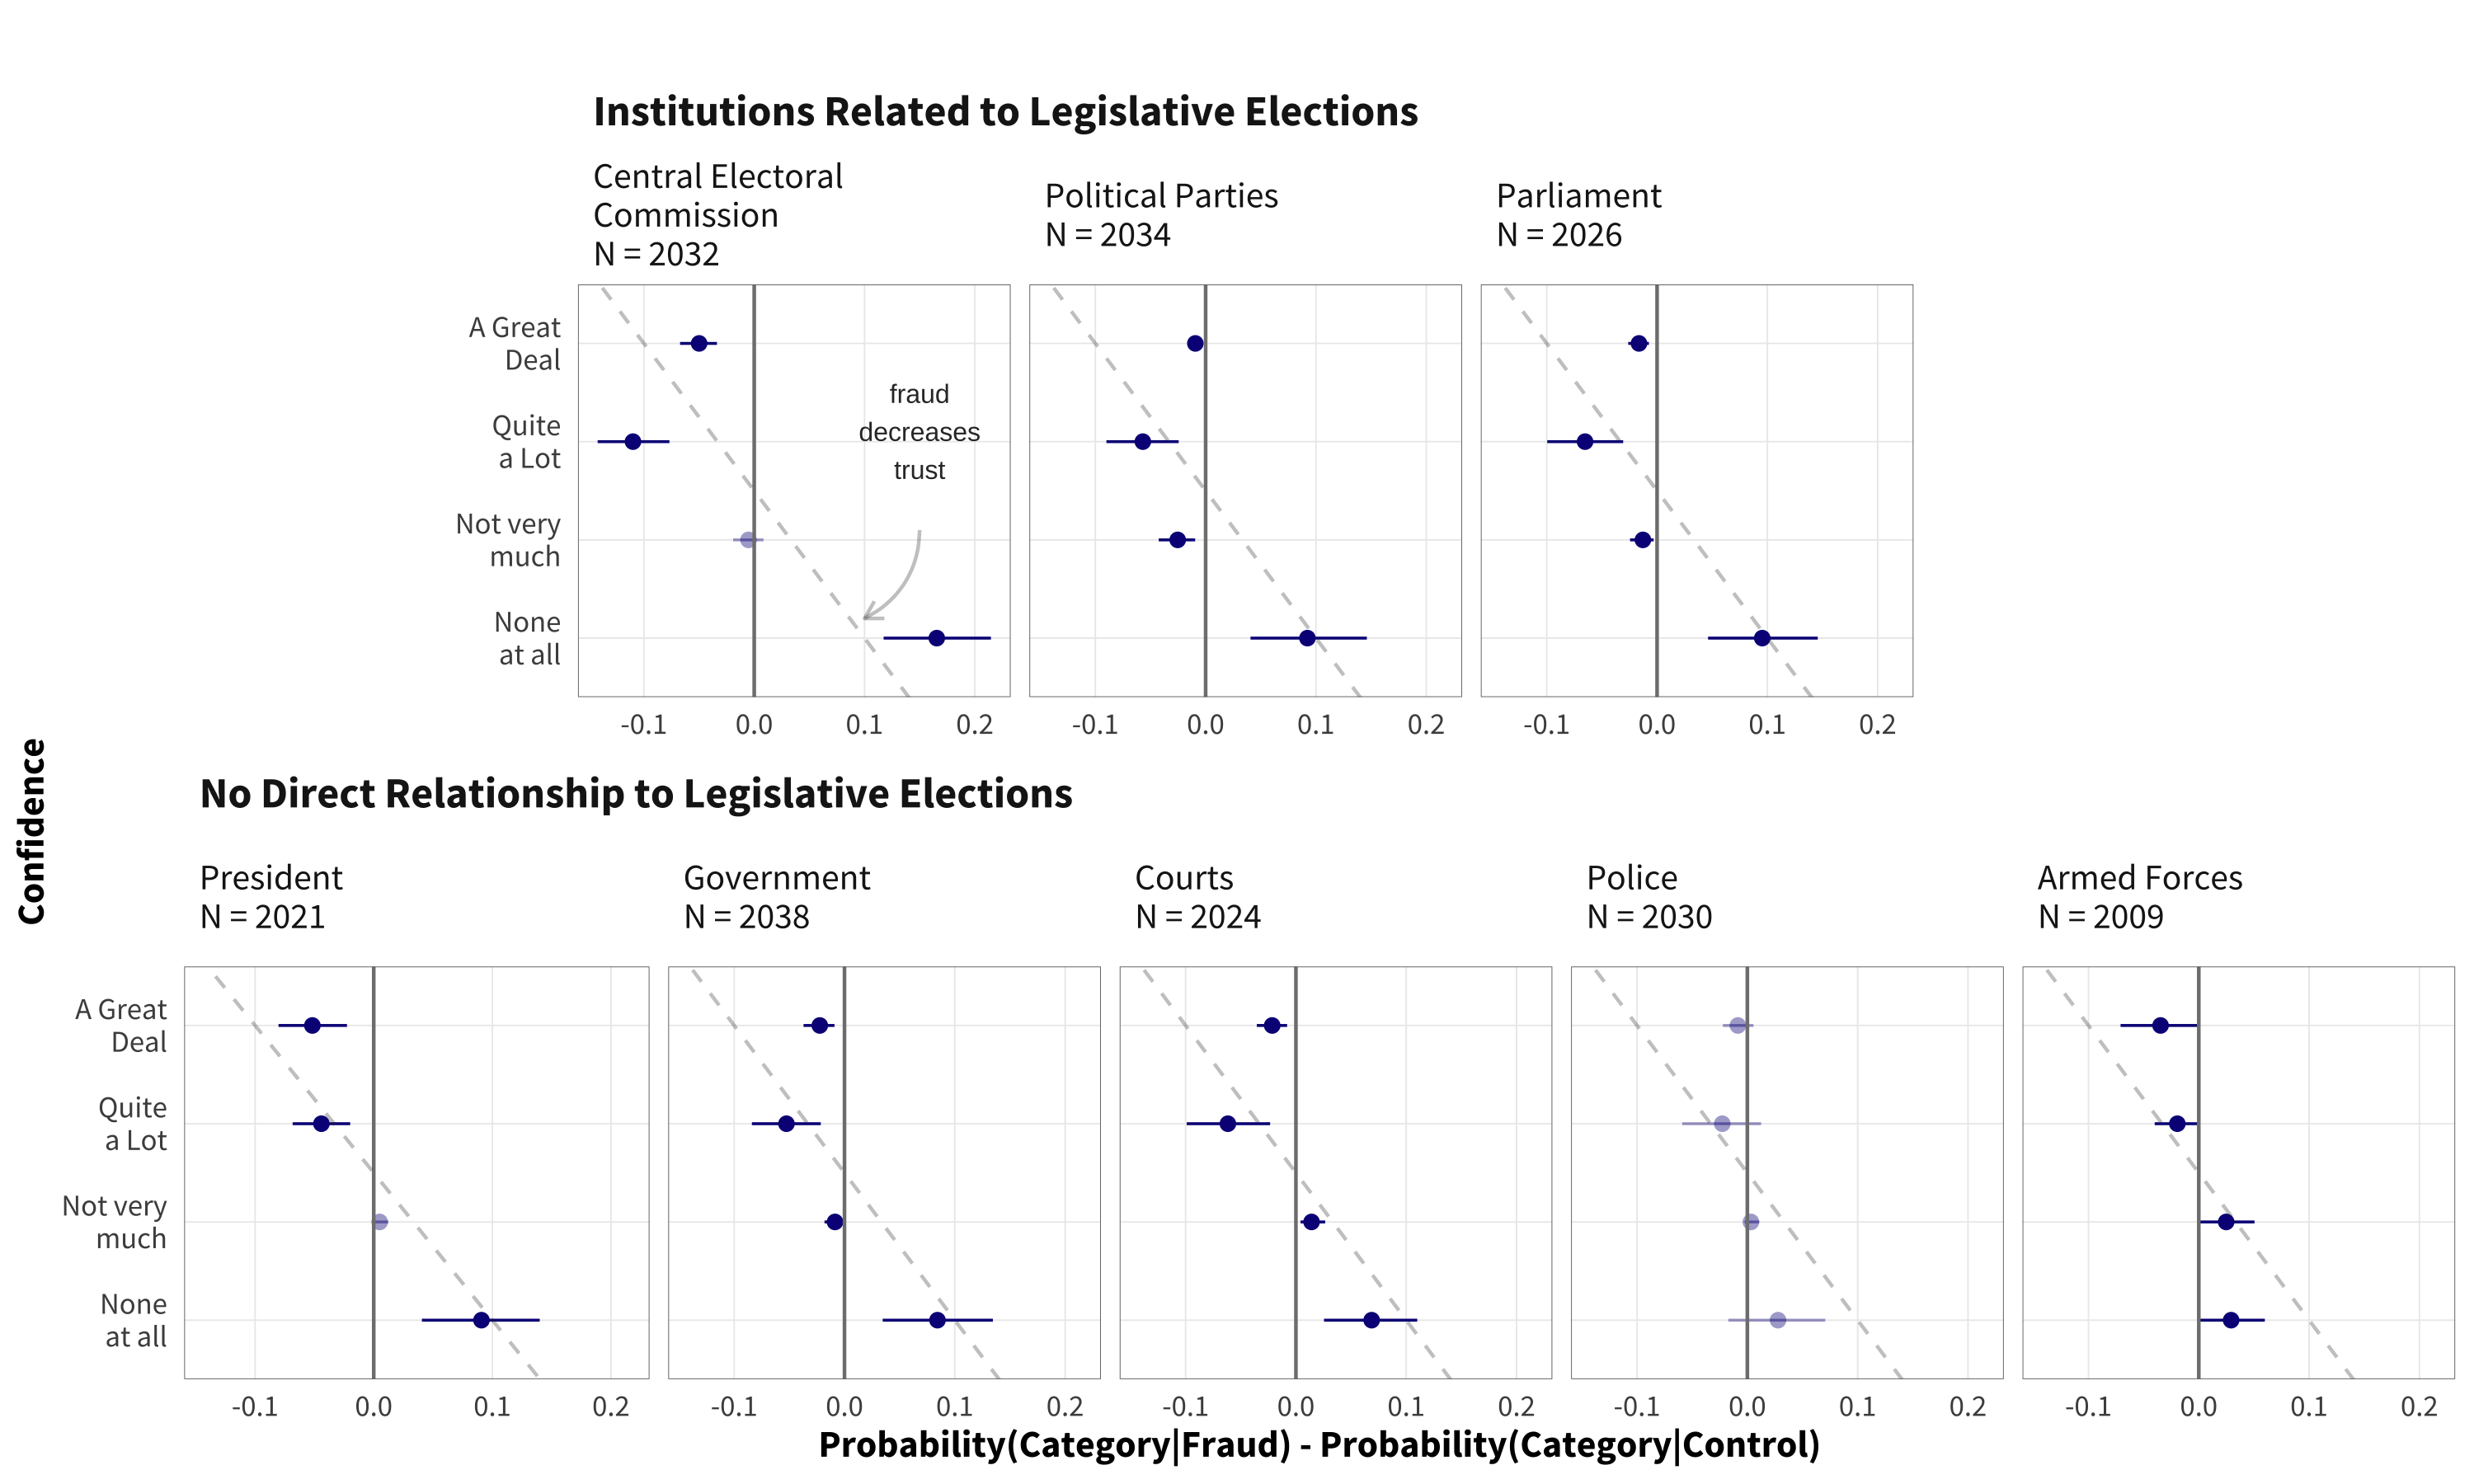 Institutions Related to Legislative Elections
Central Electoral
Commission
N = 2032
Political Parties
N = 2034
Parliament
N = 2026
A Great
Deal
Quite
a Lot
Not very
much
None
at all
fraud
decreases
trust
-0.1 0.0 0.1 0.2
-0.1 0.0 0.1 0.2
-0.1 0.0 0.1 0.2
Confidence
No Direct Relationship to Legislative Elections
President
N = 2021
Government
N = 2038
Courts
N = 2024
Police
N = 2030
Armed Forces
N = 2009
A Great
Deal
Quite
a Lot
Not very
much
None
at all
-0.1 0.0 0.1 0.2
-0.1 0.0 0.1 0.2
-0.1 0.0 0.1 0.2
-0.1 0.0 0.1 0.2
-0.1 0.0 0.1 0.2
Probability(Category|Fraud) - Probability(Category|Control)